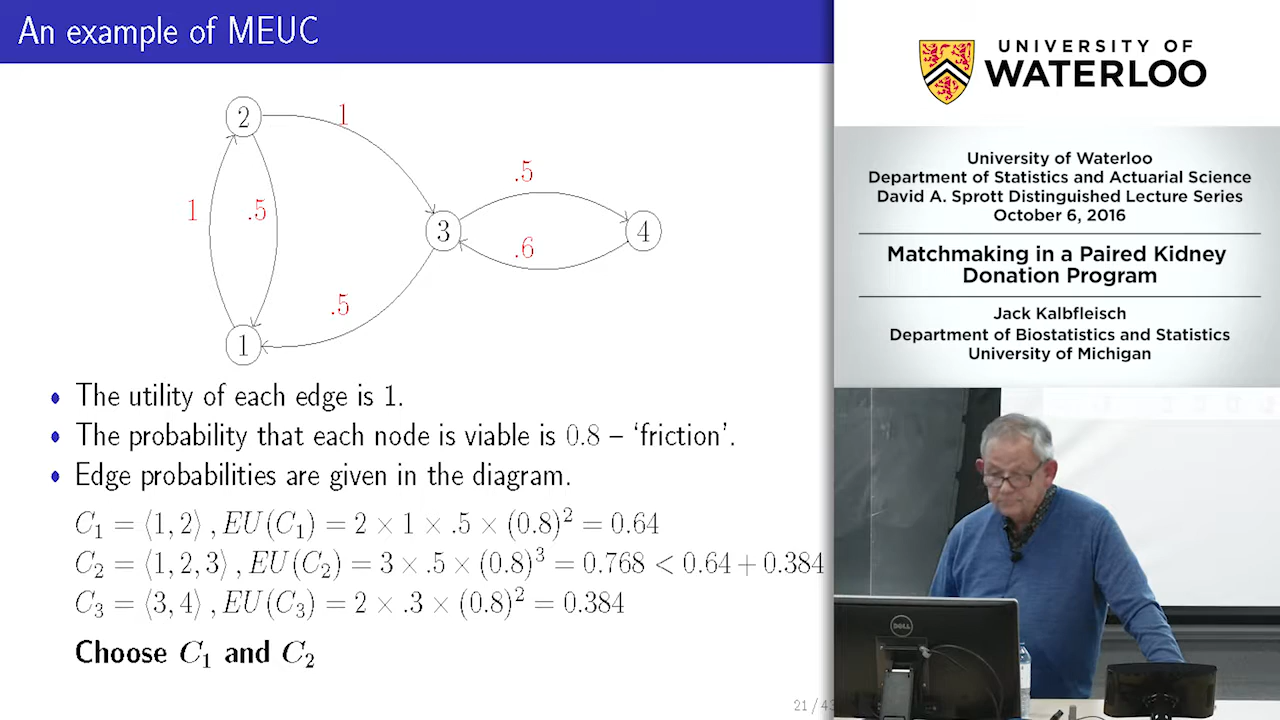 An example of MEUC
2
1
1
.5
.5
3
4
.6
.5
1
• The utility of each edge is 1.
• The probability that each node is viable is 0.8 – ‘friction’.
• Edge probabilities are given in the diagram.
C₁ = ⟨1, 2⟩ , EU(C₁) = 2 × 1 × .5 × (0.8)² = 0.64
C₂ = ⟨1, 2, 3⟩ , EU(C₂) = 3 × .5 × (0.8)³ = 0.768 < 0.64 + 0.384
C₃ = ⟨3, 4⟩ , EU(C₃) = 2 × .3 × (0.8)² = 0.384
Choose C₁ and C₂
21 / 43
UNIVERSITY OF
WATERLOO
University of Waterloo
Department of Statistics and Actuarial Science
David A. Sprott Distinguished Lecture Series
October 6, 2016
Matchmaking in a Paired Kidney
Donation Program
Jack Kalbfleisch
Department of Biostatistics and Statistics
University of Michigan
DELL